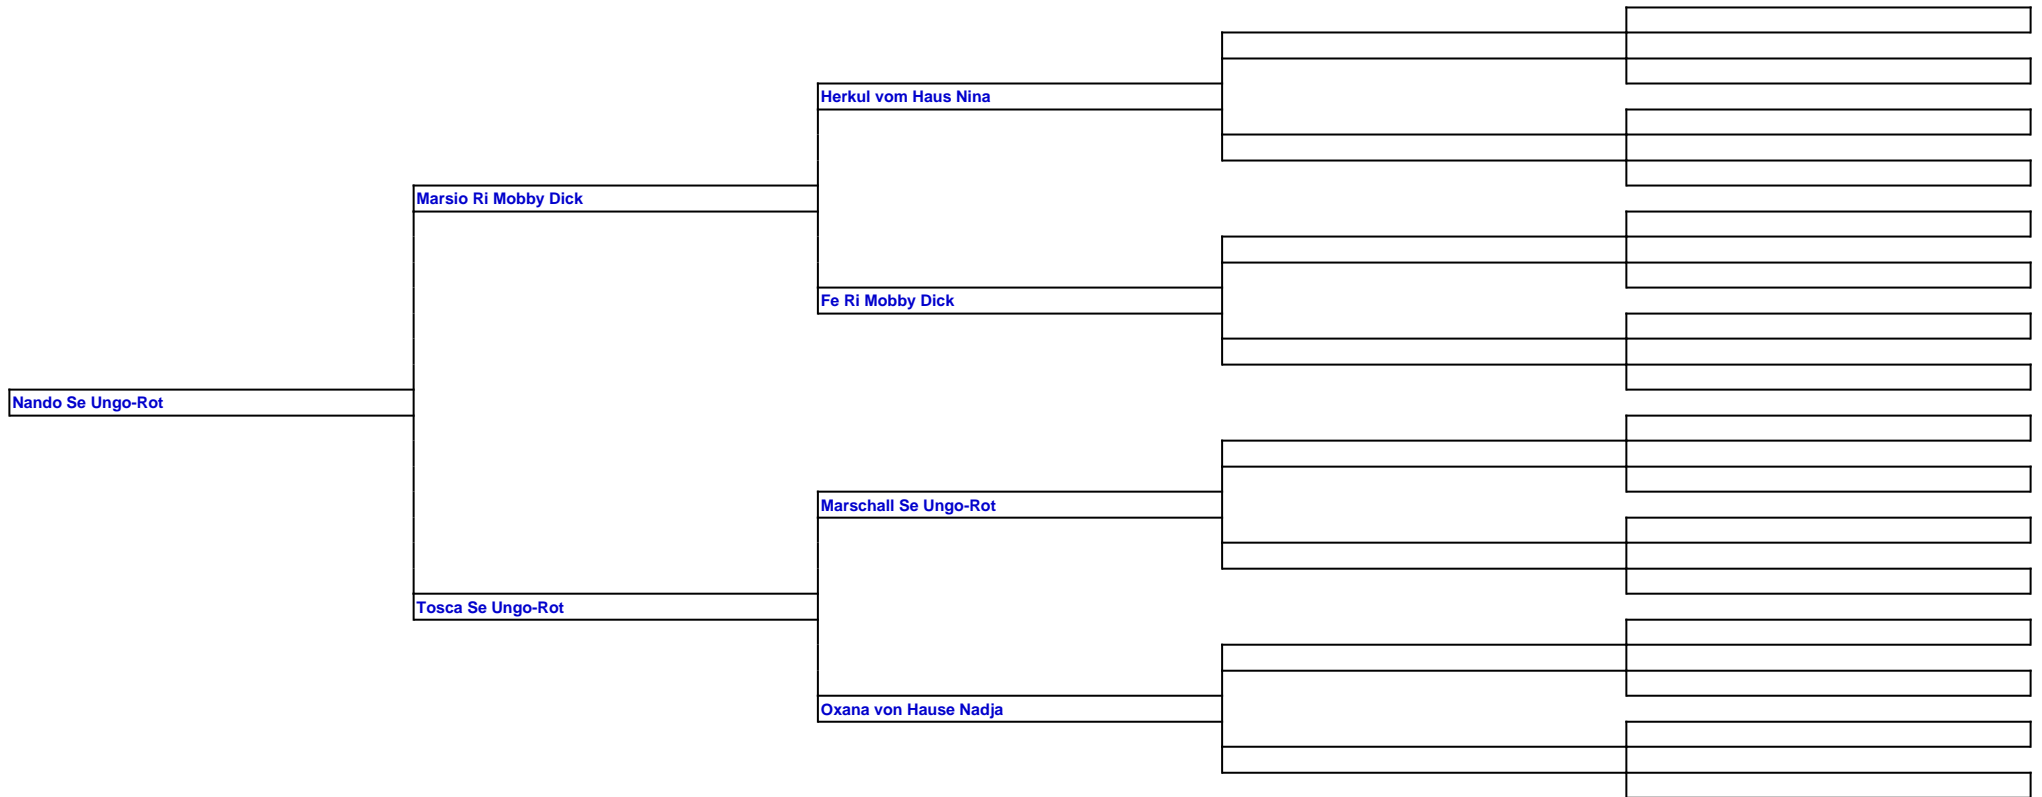 Herkul vom Haus Nina
Marsio Ri Mobby Dick
Fe Ri Mobby Dick
Nando Se Ungo-Rot
Marschall Se Ungo-Rot
Tosca Se Ungo-Rot
Oxana von Hause Nadja